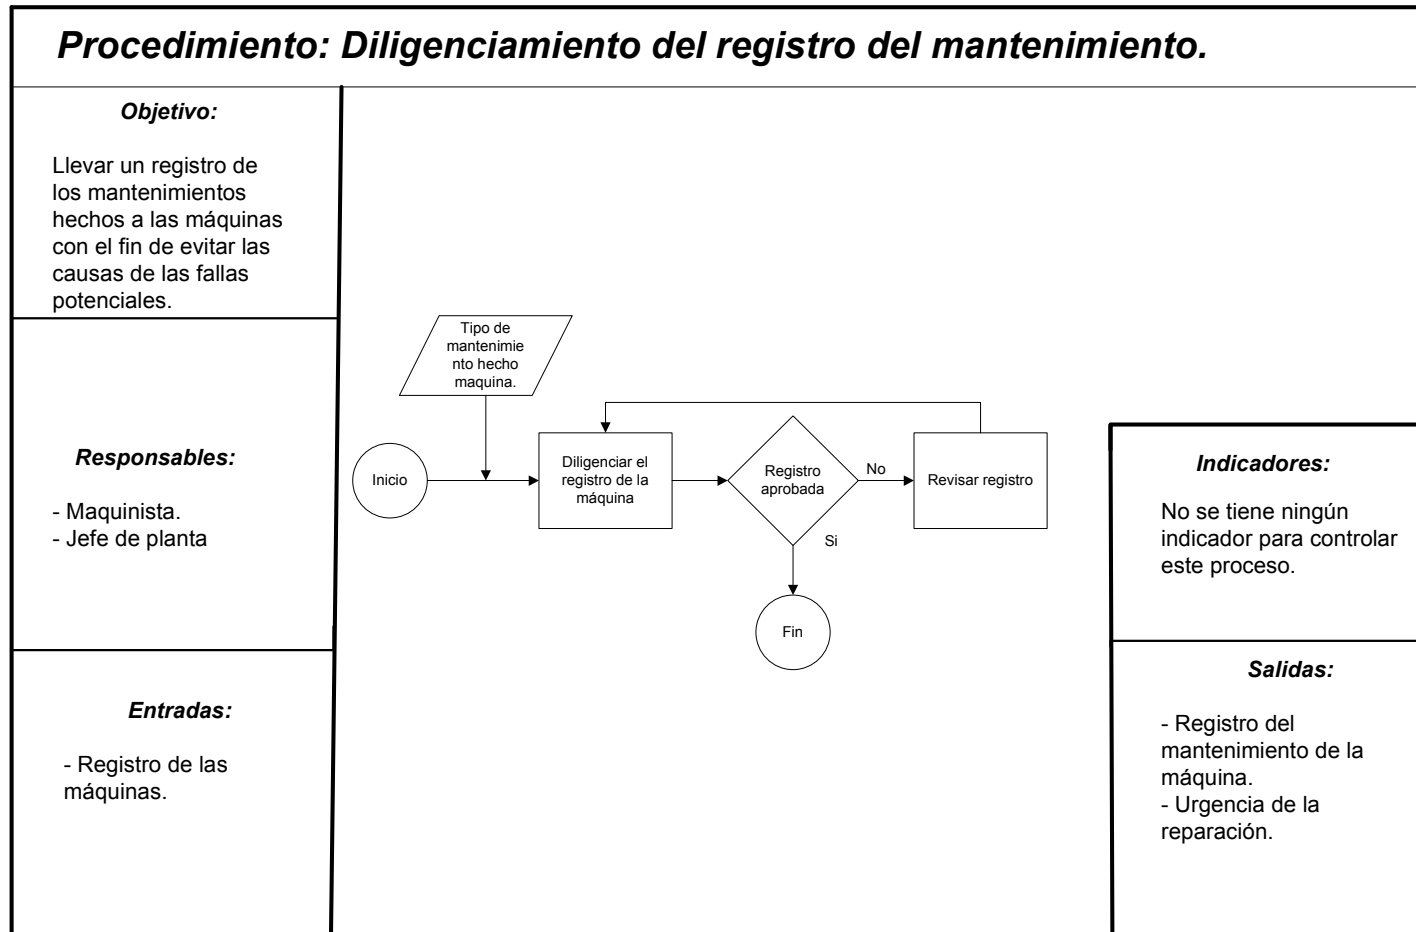 Procedimiento: Diligenciamiento del registro del mantenimiento.
Objetivo:
Llevar un registro de
los mantenimientos
hechos a las máquinas
con el fin de evitar las
causas de las fallas
potenciales.
Responsables:
- Maquinista.
- Jefe de planta
Entradas:
- Registro de las
máquinas.
Tipo de
mantenimie
nto hecho
maquina.
Inicio
Diligenciar el
registro de la
máquina
Registro
aprobada
No
Revisar registro
Si
Fin
Indicadores:
No se tiene ningún
indicador para controlar
este proceso.
Salidas:
- Registro del
mantenimiento de la
máquina.
- Urgencia de la
reparación.